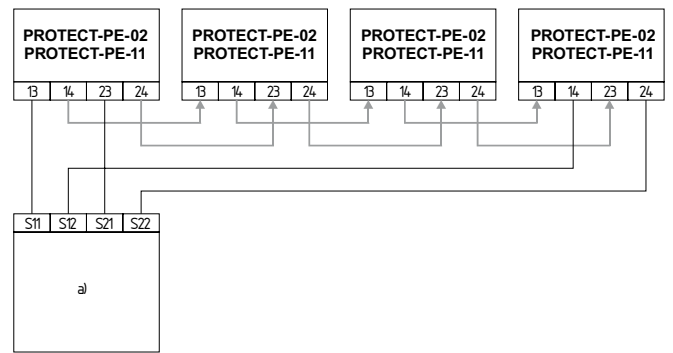 PROTECT-PE-02 PROTECT-PE-02 PROTECT-PE-02 PROTECT-PE-02
PROTECT-PE-11 PROTECT-PE-11 PROTECT-PE-11 PROTECT-PE-11
13 14 23 24 13 14 23 24 13 14 23 24 13 14 23 24
S11 S12 S21 S22
a)